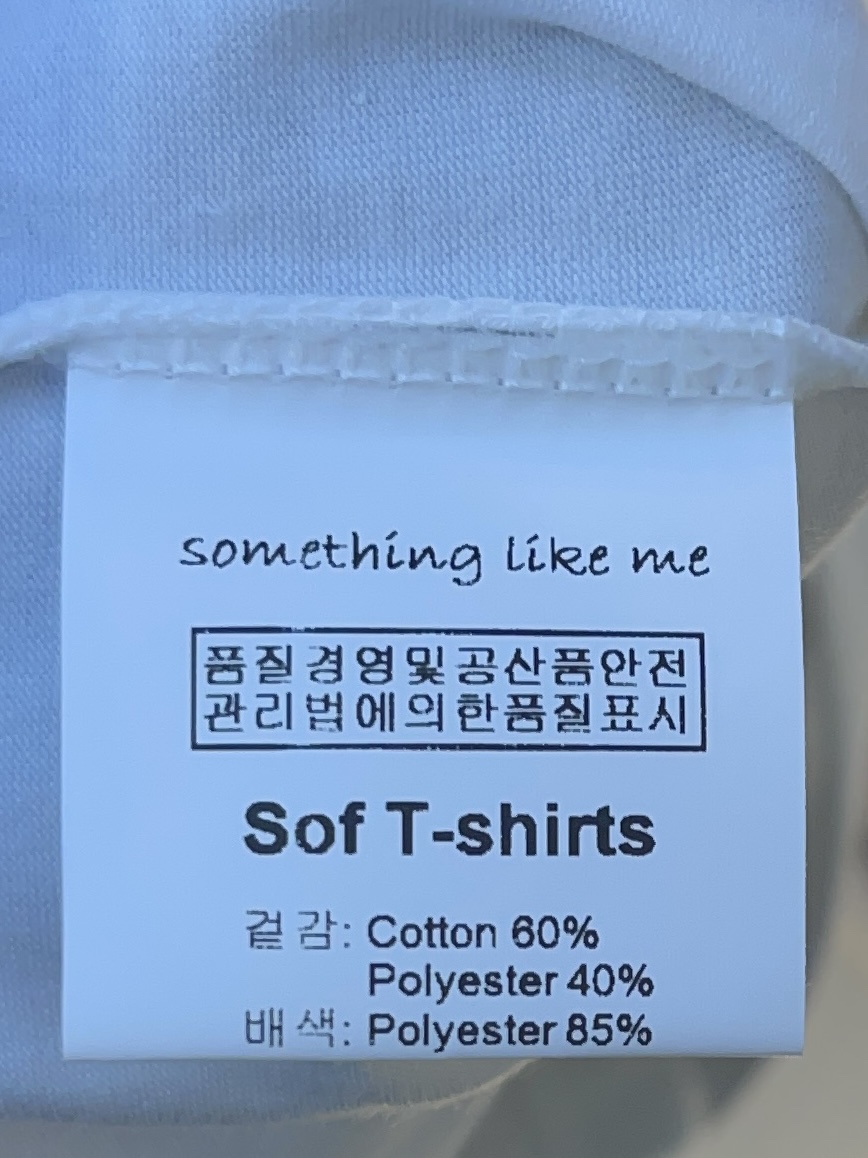 something like me
품질경영및공산품안전
관리법에의한품질표시
Sof T-shirts
겉감: Cotton 60%
Polyester 40%
배색: Polyester 85%